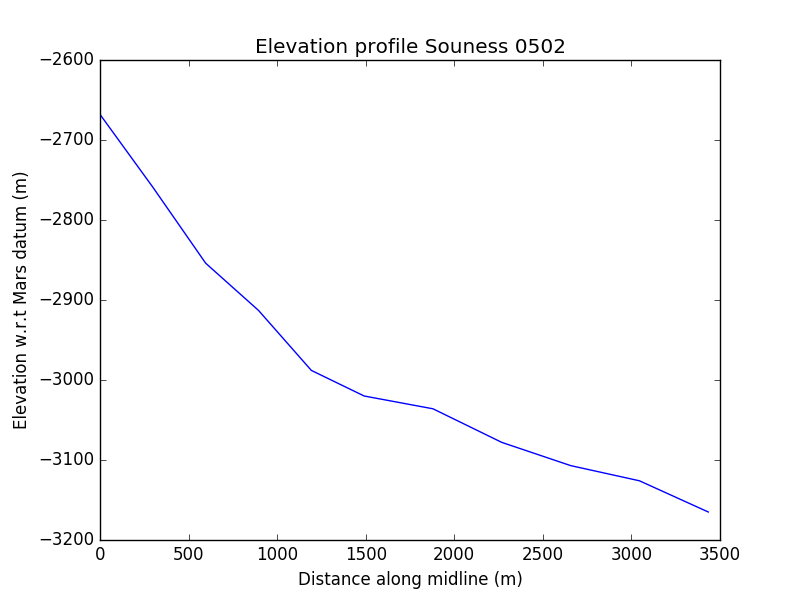 Elevation profile Souness 0502
−2600
−2700
−2800
−2900
−3000
−3100
−3200
Elevation w.r.t Mars datum (m)
0 500 1000 1500 2000 2500 3000 3500
Distance along midline (m)